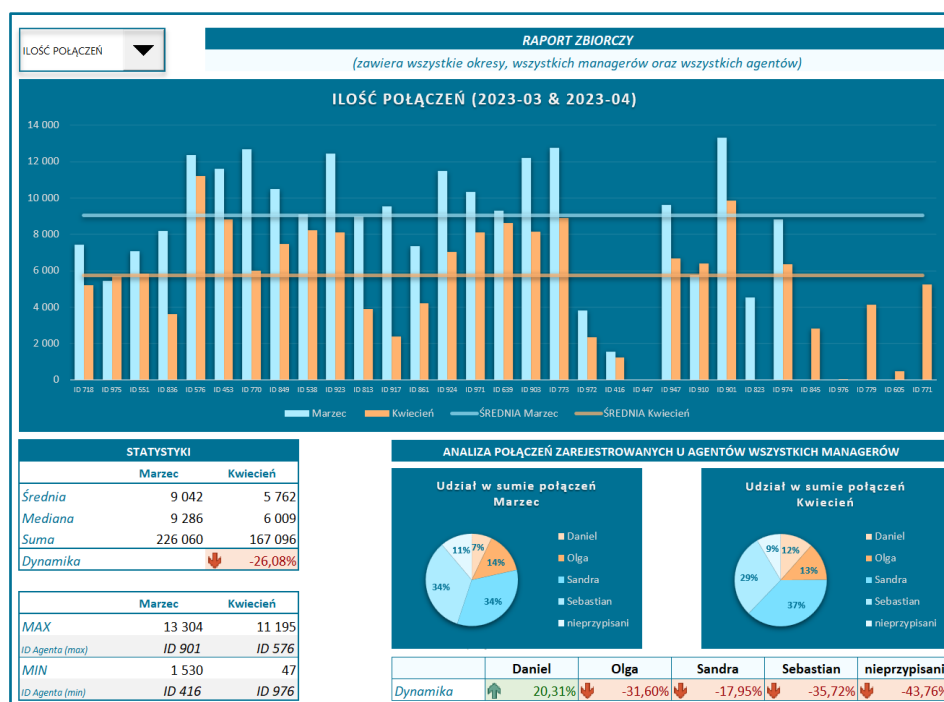 ILOŚĆ POŁĄCZEŃ
RAPORT ZBIORCZY
(zawiera wszystkie okresy, wszystkich managerów oraz wszystkich agentów)
ILOŚĆ POŁĄCZEŃ (2023-03 & 2023-04)
14 000
12 000
10 000
8 000
6 000
4 000
2 000
0
ID 718 ID 975 ID 551 ID 836 ID 576 ID 453 ID 770 ID 849 ID 538 ID 923 ID 813 ID 917 ID 861 ID 924 ID 971 ID 639 ID 903 ID 773 ID 972 ID 416 ID 447 ID 947 ID 910 ID 901 ID 823 ID 974 ID 845 ID 976 ID 779 ID 605 ID 771
Marzec Kwiecień ŚREDNIA Marzec ŚREDNIA Kwiecień
STATYSTYKI
Marzec Kwiecień
Średnia 9 042 5 762
Mediana 9 286 6 009
Suma 226 060 167 096
Dynamika -26,08%
Marzec Kwiecień
MAX 13 304 11 195
ID Agenta (max) ID 901 ID 576
MIN 1 530 47
ID Agenta (min) ID 416 ID 976
ANALIZA POŁĄCZEŃ ZAREJESTROWANYCH U AGENTÓW WSZYSTKICH MANAGERÓW
Udział w sumie połączeń
Marzec
7%
14%
34%
34%
11%
Daniel
Olga
Sandra
Sebastian
nieprzypisani
Udział w sumie połączeń
Kwiecień
12%
13%
37%
29%
9%
Daniel
Olga
Sandra
Sebastian
nieprzypisani
Daniel Olga Sandra Sebastian nieprzypisani
Dynamika 20,31% -31,60% -17,95% -35,72% -43,76%